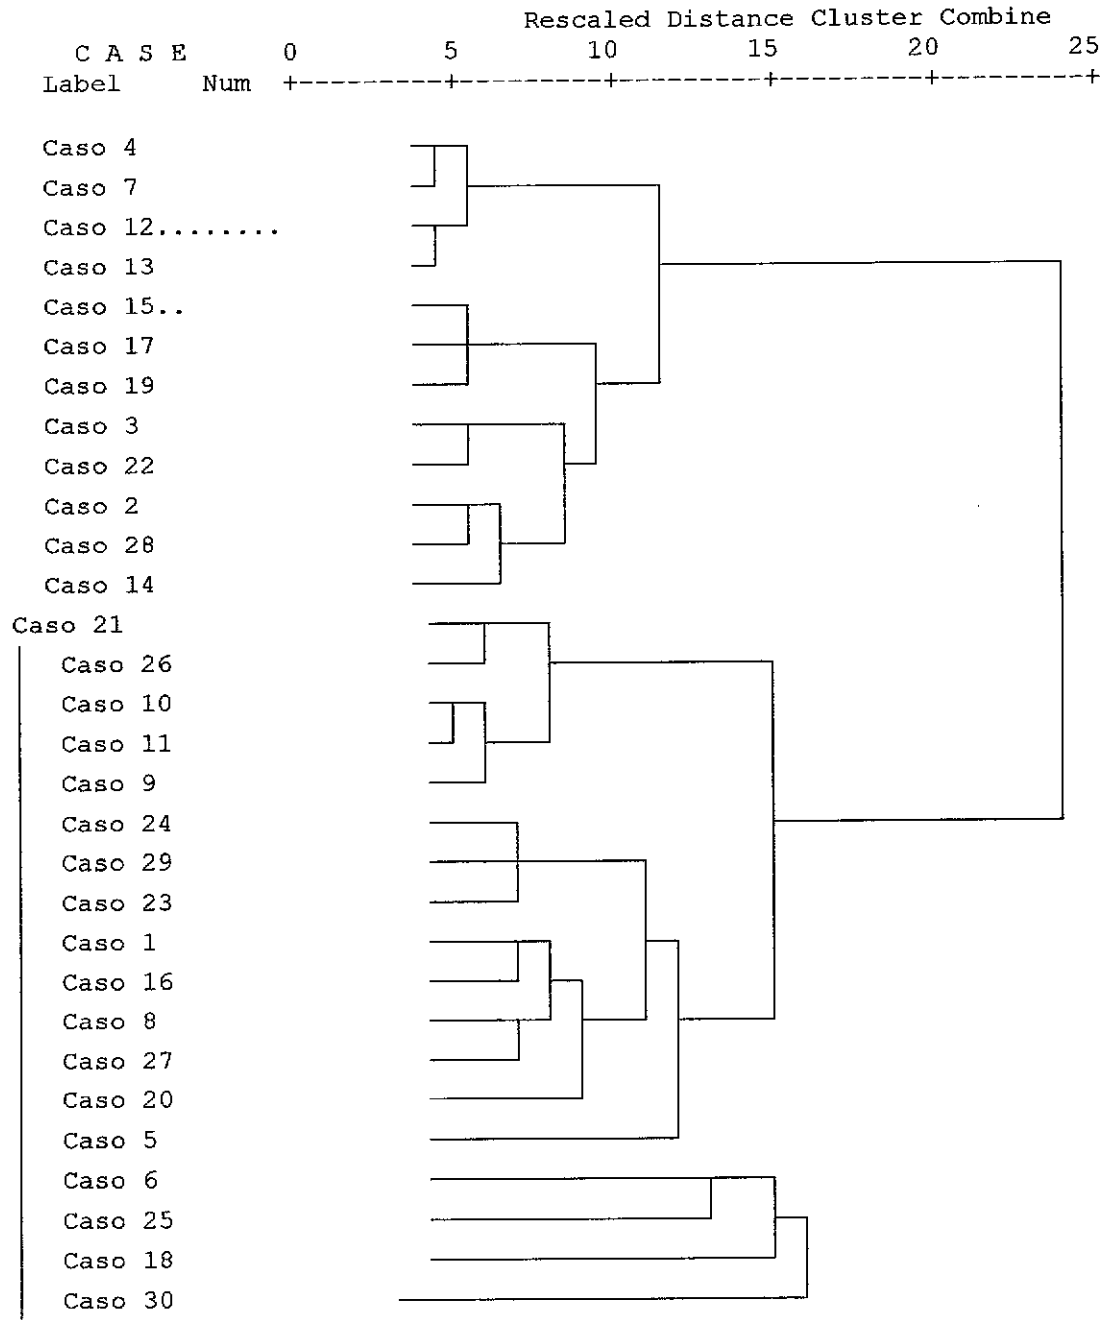 Rescaled Distance Cluster Combine
C A S E 0 5 10 15 20 25
Label Num +---------+---------+---------+---------+---------+
Caso 4
Caso 7
Caso 12........
Caso 13
Caso 15..
Caso 17
Caso 19
Caso 3
Caso 22
Caso 2
Caso 28
Caso 14
Caso 21
Caso 26
Caso 10
Caso 11
Caso 9
Caso 24
Caso 29
Caso 23
Caso 1
Caso 16
Caso 8
Caso 27
Caso 20
Caso 5
Caso 6
Caso 25
Caso 18
Caso 30